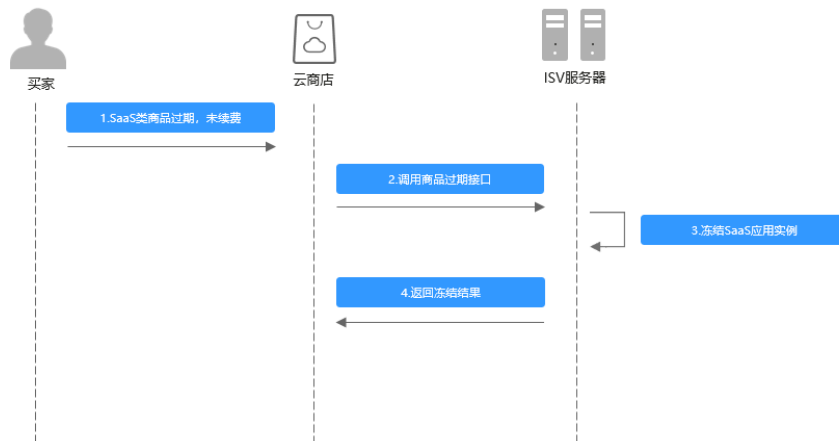 买家
云商店
ISV服务器
1.SaaS类商品过期，未续费
2.调用商品过期接口
3.冻结SaaS应用实例
4.返回冻结结果